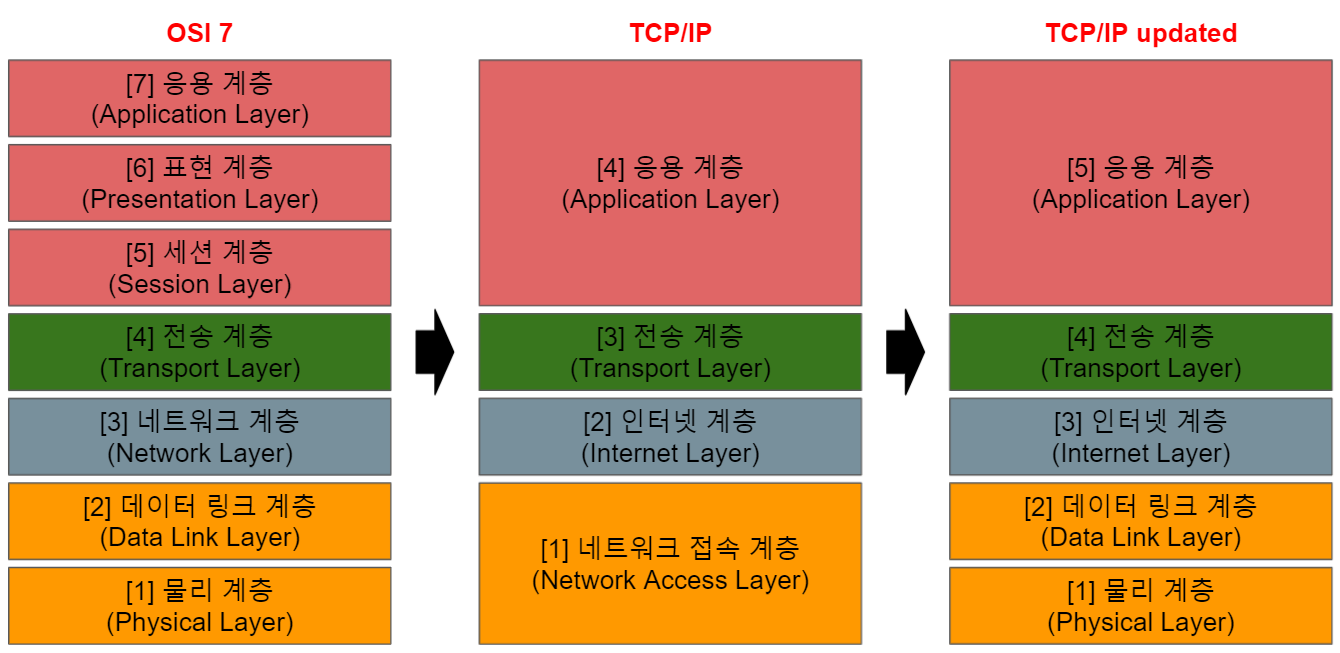 OSI 7
[7] 응용 계층
(Application Layer)
[6] 표현 계층
(Presentation Layer)
[5] 세션 계층
(Session Layer)
[4] 전송 계층
(Transport Layer)
[3] 네트워크 계층
(Network Layer)
[2] 데이터 링크 계층
(Data Link Layer)
[1] 물리 계층
(Physical Layer)
TCP/IP
[4] 응용 계층
(Application Layer)
[3] 전송 계층
(Transport Layer)
[2] 인터넷 계층
(Internet Layer)
[1] 네트워크 접속 계층
(Network Access Layer)
TCP/IP updated
[5] 응용 계층
(Application Layer)
[4] 전송 계층
(Transport Layer)
[3] 인터넷 계층
(Internet Layer)
[2] 데이터 링크 계층
(Data Link Layer)
[1] 물리 계층
(Physical Layer)